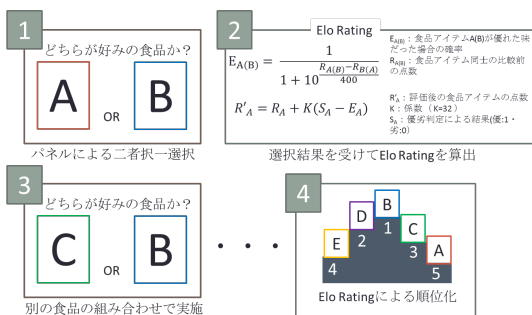 1
どちらが好みの食品か？
A
OR
B
パネルによる二者択一選択
2
Elo Rating
E_A(B) = 1 / (1 + 10^((R_A(B) − R_B(A)) / 400))
R'_A = R_A + K(S_A − E_A)
E_A(B)：食品アイテムA(B)が優れた味
だった場合の確率
R_A(B)：食品アイテム同士の比較前
の点数
R'_A：評価後の食品アイテムの点数
K：係数（K=32）
S_A：優劣判定による結果(優:1・
劣:0)
選択結果を受けてElo Ratingを算出
3
どちらが好みの食品か？
C
OR
B
別の食品の組み合わせで実施
・・・
4
B
D
C
E
A
1
2
3
4
5
Elo Ratingによる順位化